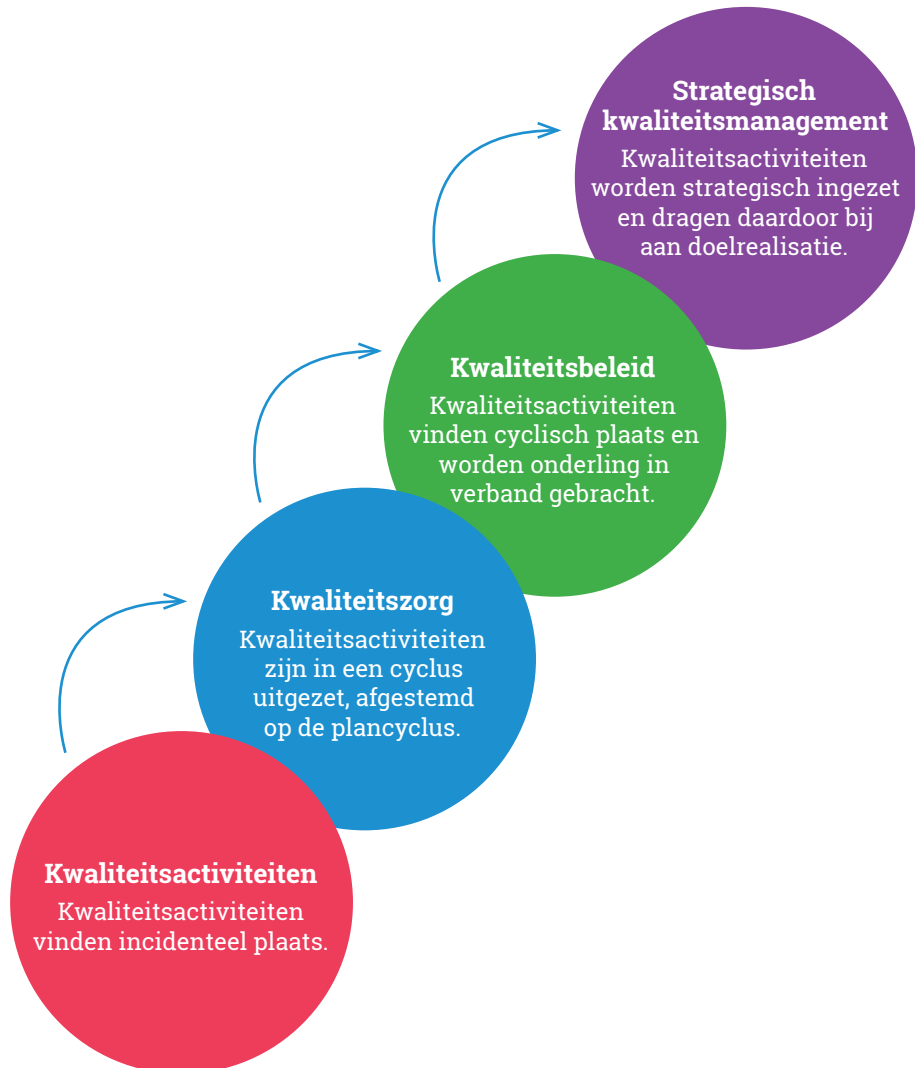 Strategisch
kwaliteitsmanagement
Kwaliteitsactiviteiten
worden strategisch ingezet
en dragen daardoor bij
aan doelrealisatie.
Kwaliteitsbeleid
Kwaliteitsactiviteiten
vinden cyclisch plaats en
worden onderling in
verband gebracht.
Kwaliteitszorg
Kwaliteitsactiviteiten
zijn in een cyclus
uitgezet, afgestemd
op de plancyclus.
Kwaliteitsactiviteiten
Kwaliteitsactiviteiten
vinden incidenteel plaats.